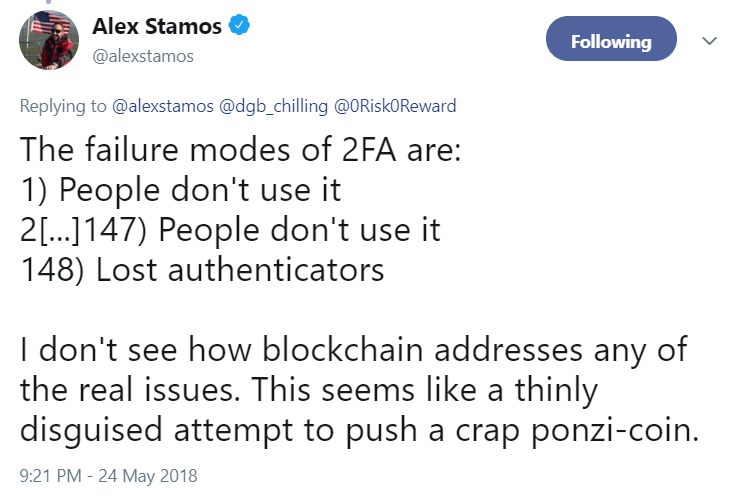 Alex Stamos
@alexstamos
Following
Replying to @alexstamos @dgb_chilling @0Risk0Reward
The failure modes of 2FA are:
1) People don't use it
2[...]147) People don't use it
148) Lost authenticators
I don't see how blockchain addresses any of
the real issues. This seems like a thinly
disguised attempt to push a crap ponzi-coin.
9:21 PM - 24 May 2018